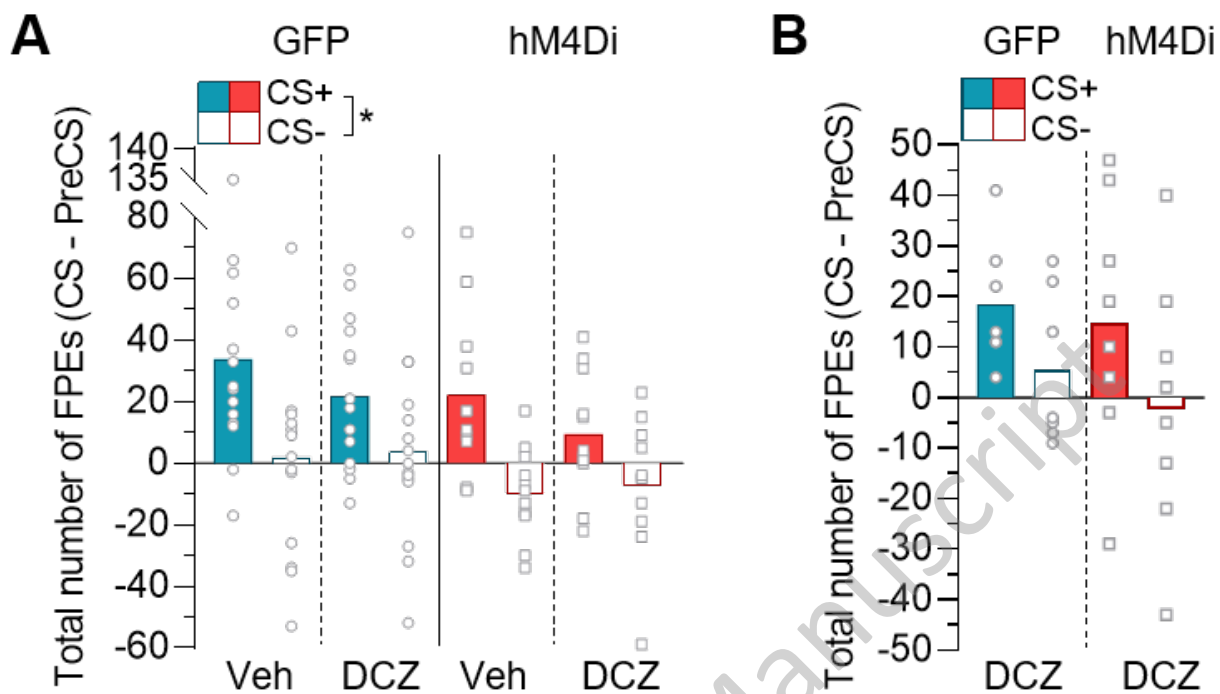 A
GFP
hM4Di
CS+
CS-
*
Total number of FPEs (CS - PreCS)
140
135
80
60
40
20
0
-20
-40
-60
Veh
DCZ
Veh
DCZ
B
GFP
hM4Di
CS+
CS-
Total number of FPEs (CS - PreCS)
50
40
30
20
10
0
-10
-20
-30
-40
-50
DCZ
DCZ
Manuscript